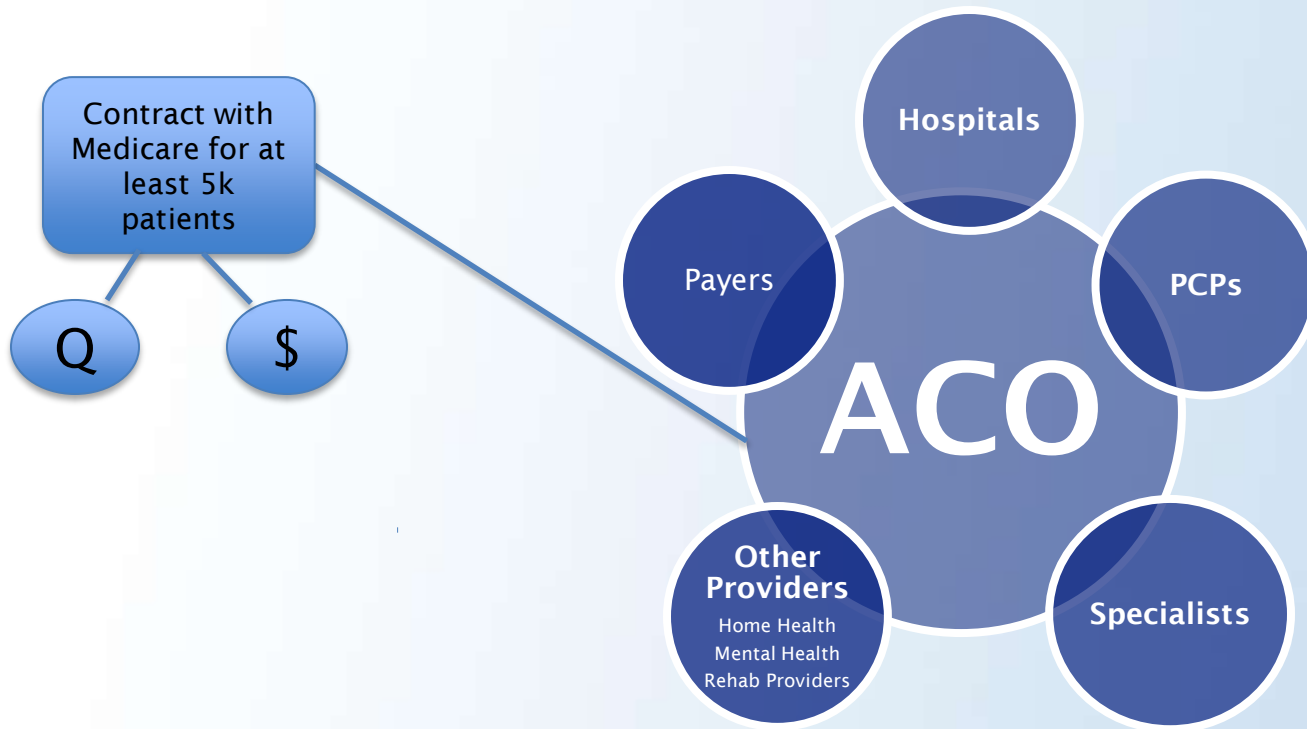 Contract with
Medicare for at
least 5k
patients
Q
$
Hospitals
Payers
PCPs
ACO
Other
Providers
Home Health
Mental Health
Rehab Providers
Specialists